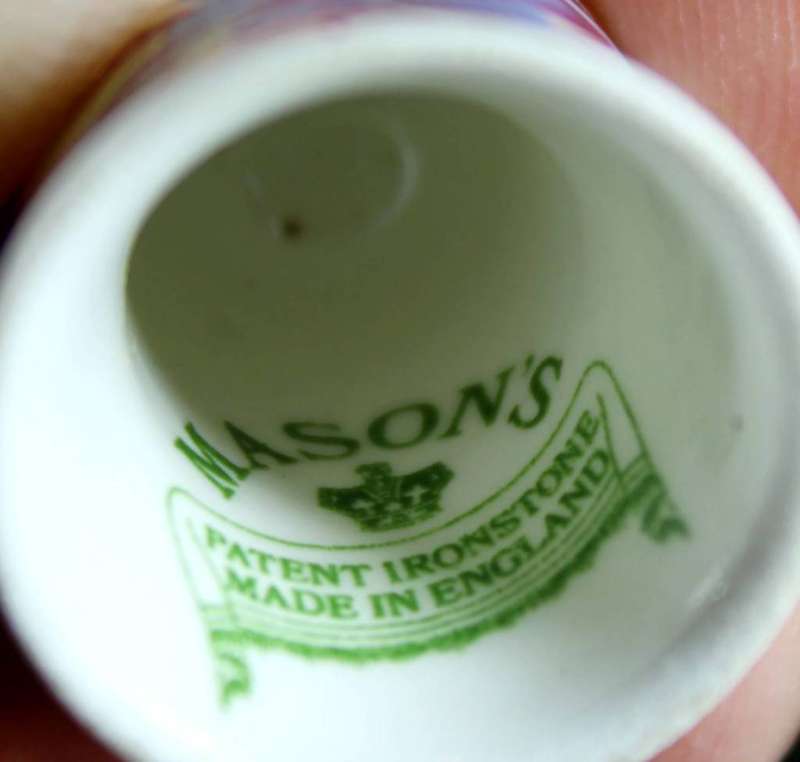 MASON'S
PATENT IRONSTONE
MADE IN ENGLAND